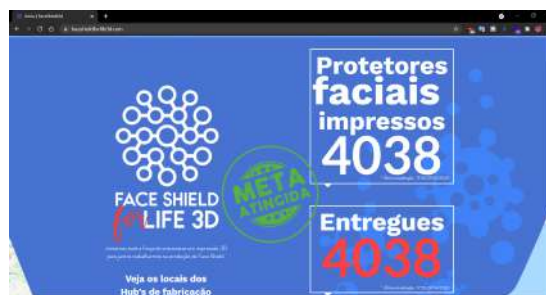 Protetores
faciais
impressos
4038
FACE SHIELD
for LIFE 3D
META
ATINGIDA
Entregues
4038
Veja os locais dos
Hub's de fabricação